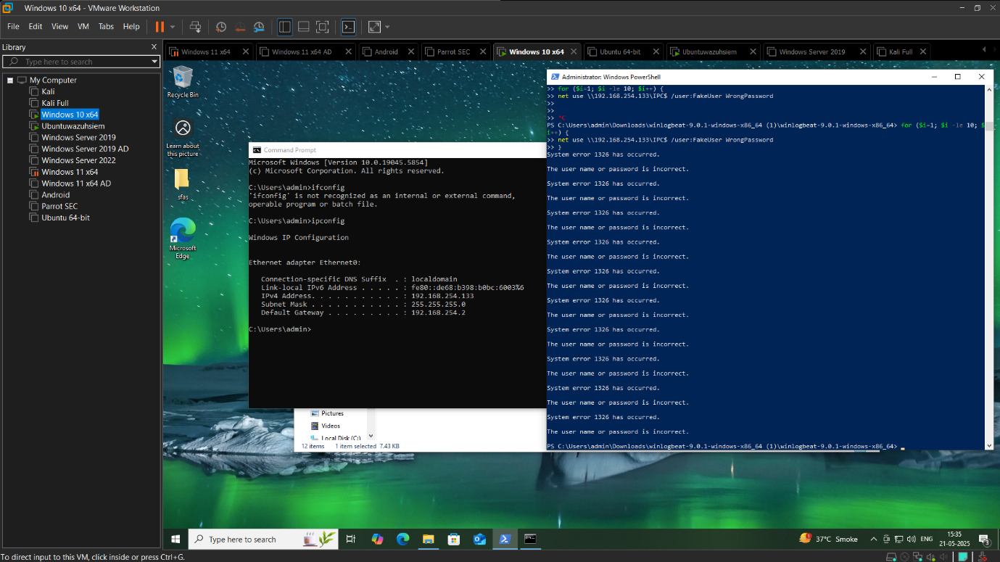 Windows 10 x64 - VMware Workstation
File Edit View VM Tabs Help
Library
Type here to search
My Computer
Kali
Kali Full
Windows 10 x64
Ubuntuwazuhsiem
Windows Server 2019
Windows Server 2019 AD
Windows Server 2022
Windows 11 x64
Windows 11 x64 AD
Android
Parrot SEC
Ubuntu 64-bit
Windows 11 x64
Windows 11 x64 AD
Android
Parrot SEC
Windows 10 x64
Ubuntu 64-bit
Ubuntuwazuhsiem
Windows Server 2019
Kali Full
Recycle Bin
Learn about
this picture
sfas
Microsoft
Edge
Command Prompt
Microsoft Windows [Version 10.0.19045.5854]
(c) Microsoft Corporation. All rights reserved.
C:\Users\admin>ifconfig
'ifconfig' is not recognized as an internal or external command,
operable program or batch file.
C:\Users\admin>ipconfig
Windows IP Configuration
Ethernet adapter Ethernet0:
Connection-specific DNS Suffix . : localdomain
Link-local IPv6 Address . . . . . : fe80::de68:b398:b0bc:6003%6
IPv4 Address. . . . . . . . . . . : 192.168.254.133
Subnet Mask . . . . . . . . . . . : 255.255.255.0
Default Gateway . . . . . . . . . : 192.168.254.2
C:\Users\admin>
Pictures
Videos
Local Disk (C:)
12 items 1 item selected 7.43 KB
Administrator: Windows PowerShell
>> for ($i=1; $i -le 10; $i++) {
>> net use \\192.168.254.133\IPC$ /user:FakeUser WrongPassword
>>
>>
>> ^C
PS C:\Users\admin\Downloads\winlogbeat-9.0.1-windows-x86_64 (1)\winlogbeat-9.0.1-windows-x86_64> for ($i=1; $i -le 10; $
i++) {
>> net use \\192.168.254.133\IPC$ /user:FakeUser WrongPassword
>> }
System error 1326 has occurred.
The user name or password is incorrect.
System error 1326 has occurred.
The user name or password is incorrect.
System error 1326 has occurred.
The user name or password is incorrect.
System error 1326 has occurred.
The user name or password is incorrect.
System error 1326 has occurred.
The user name or password is incorrect.
System error 1326 has occurred.
The user name or password is incorrect.
System error 1326 has occurred.
The user name or password is incorrect.
System error 1326 has occurred.
The user name or password is incorrect.
System error 1326 has occurred.
The user name or password is incorrect.
System error 1326 has occurred.
The user name or password is incorrect.
PS C:\Users\admin\Downloads\winlogbeat-9.0.1-windows-x86_64 (1)\winlogbeat-9.0.1-windows-x86_64>
Type here to search
37°C Smoke
ENG
15:35
21-05-2025
3
To direct input to this VM, click inside or press Ctrl+G.